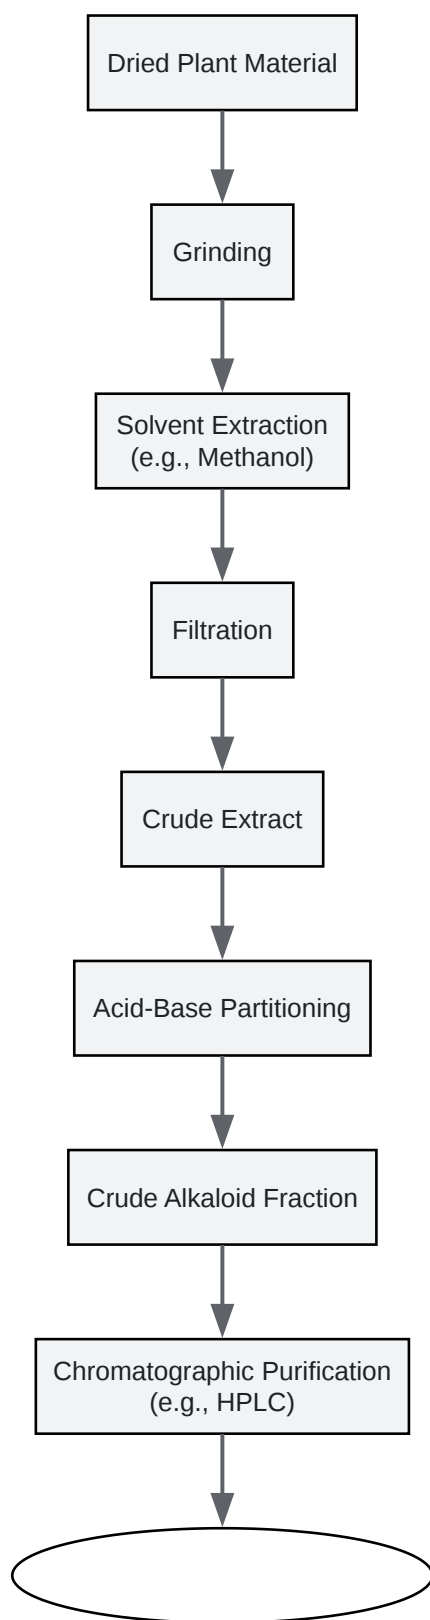 Dried Plant Material
Grinding
Solvent Extraction
(e.g., Methanol)
Filtration
Crude Extract
Acid-Base Partitioning
Crude Alkaloid Fraction
Chromatographic Purification
(e.g., HPLC)